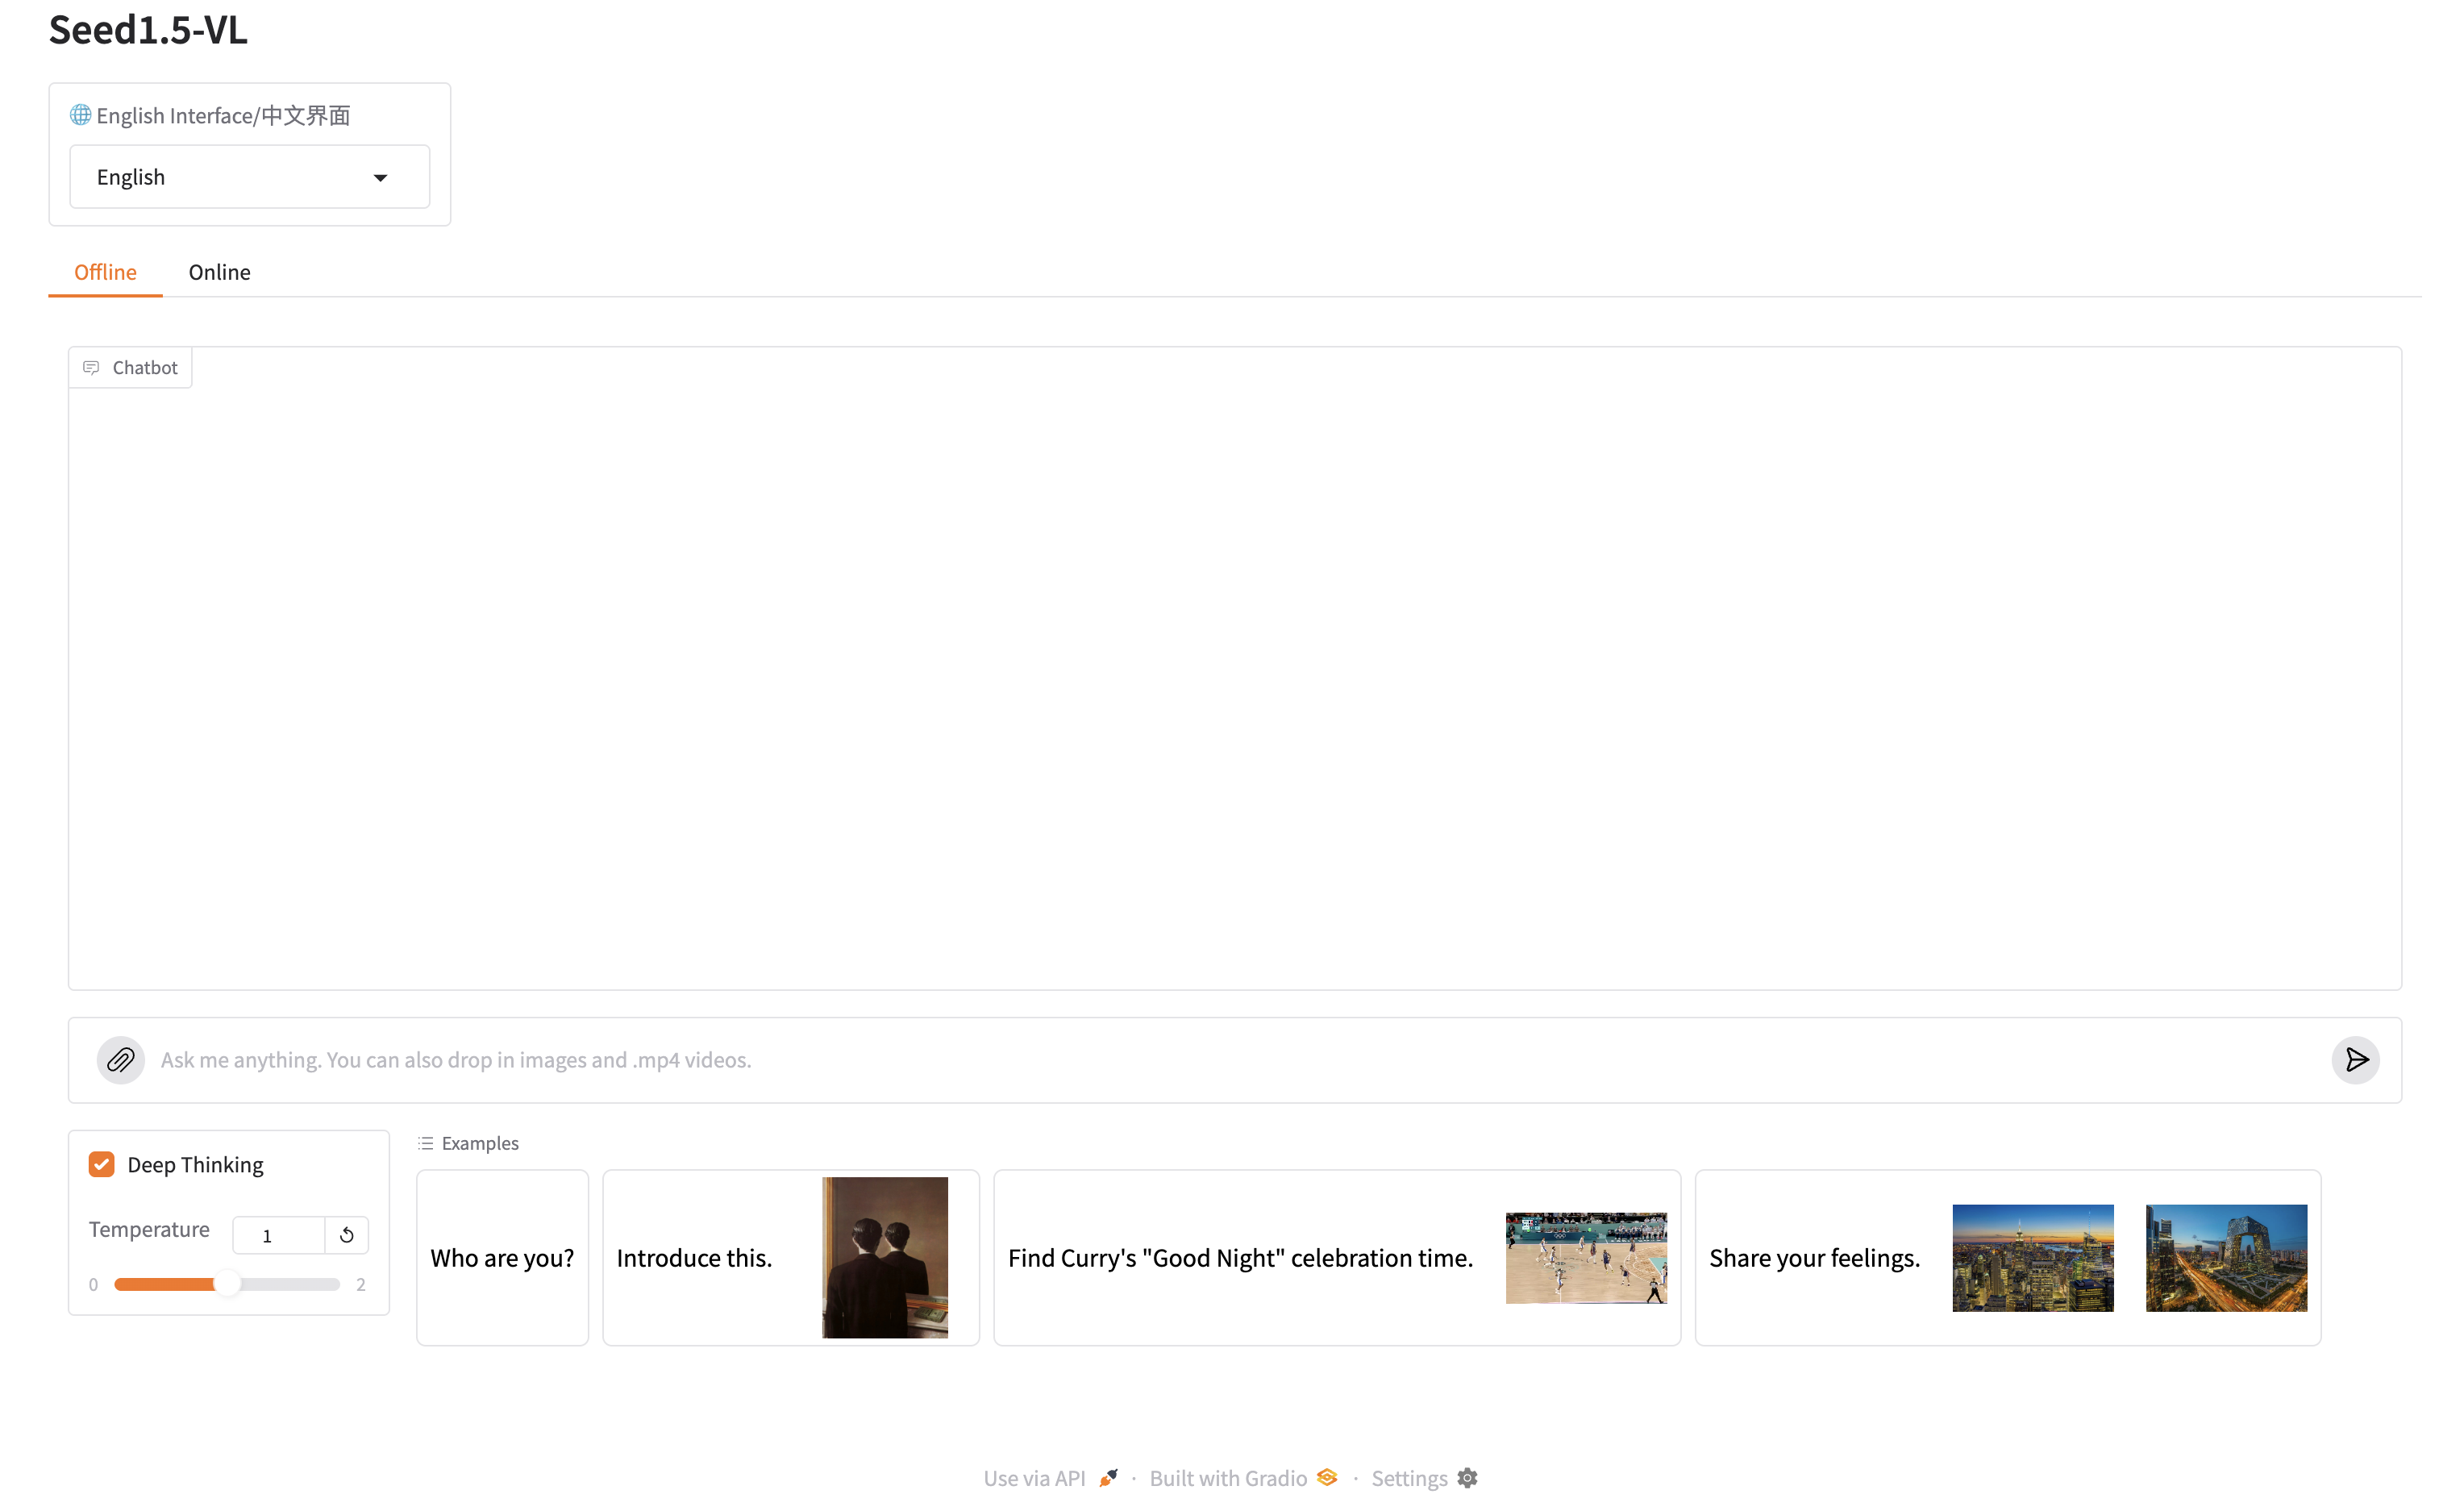 Seed1.5-VL
English Interface/中文界面
English
Offline Online
Chatbot
Ask me anything. You can also drop in images and .mp4 videos.
Deep Thinking
Temperature 1
0 2
Examples
Who are you?
Introduce this.
Find Curry's "Good Night" celebration time.
Share your feelings.
Use via API · Built with Gradio · Settings